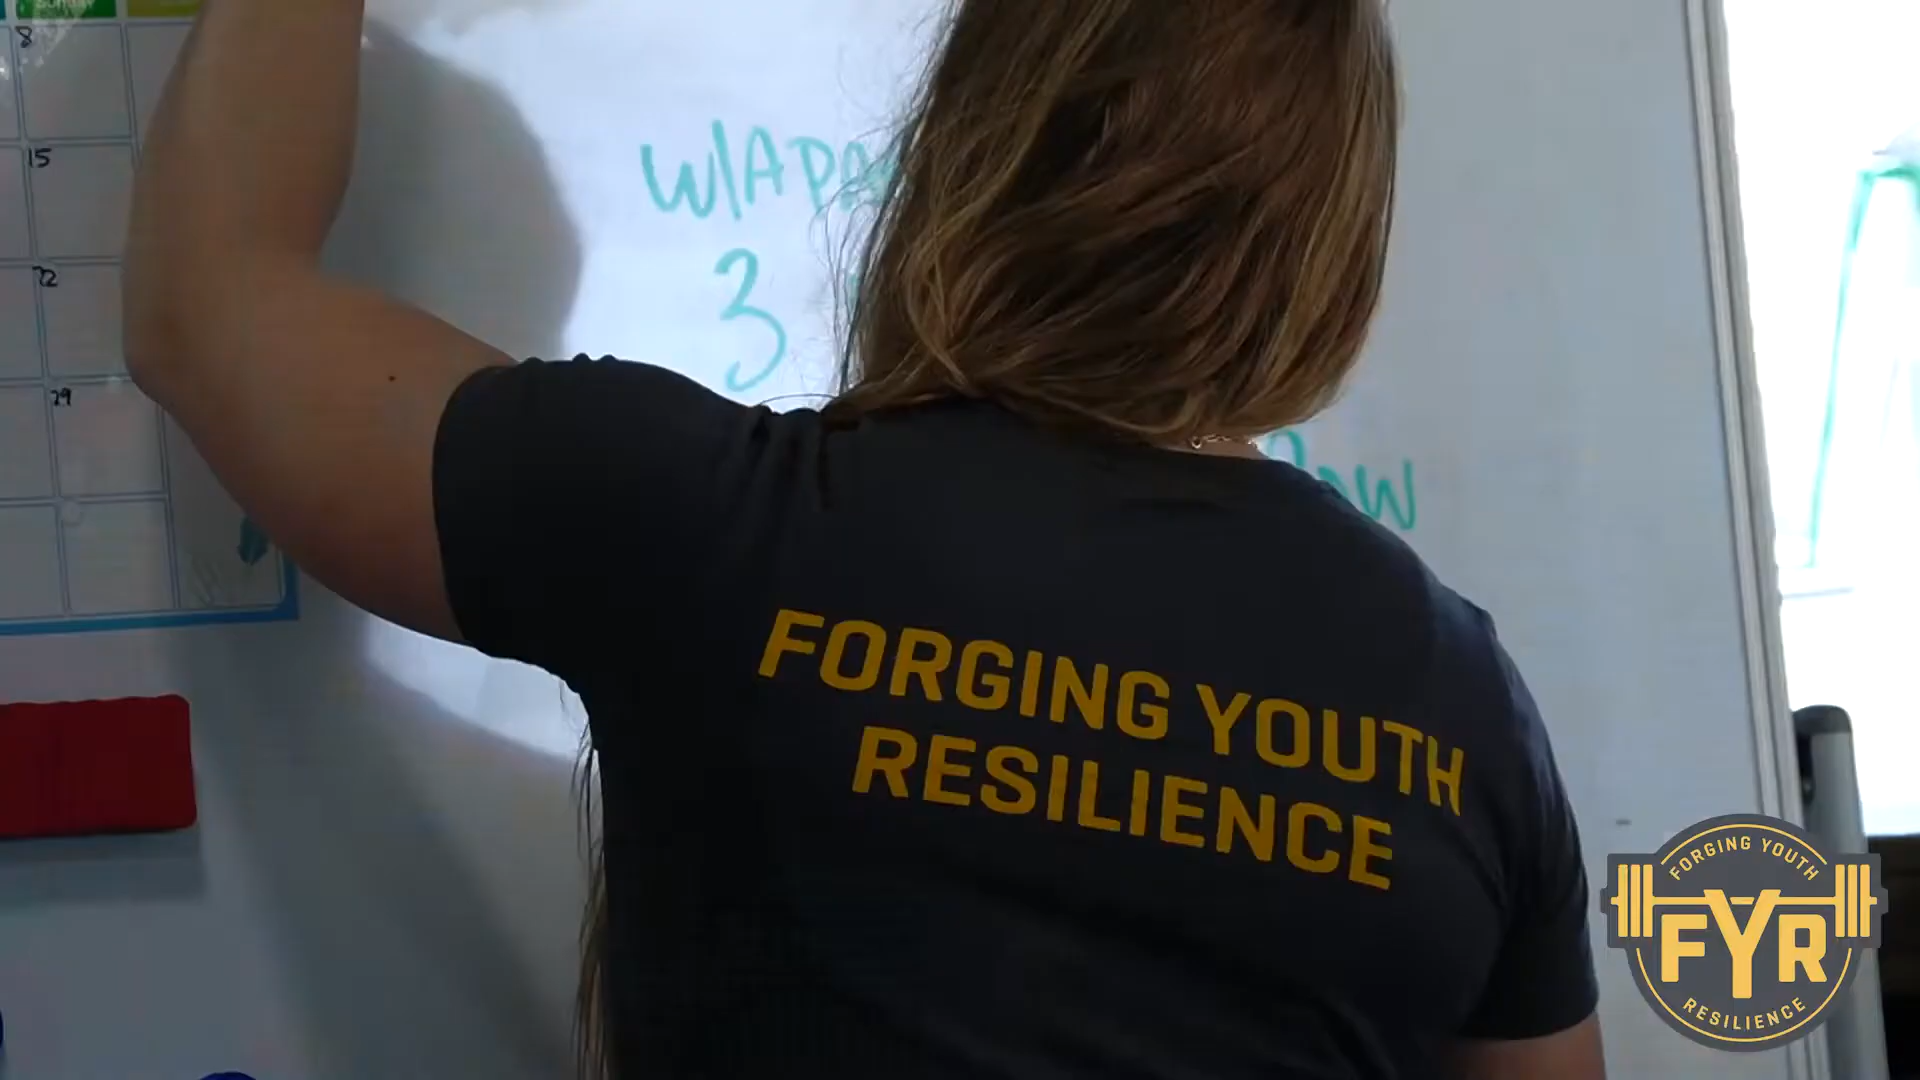 8
15
22
29
3
FORGING YOUTH
RESILIENCE
FORGING YOUTH
FYR
RESILIENCE